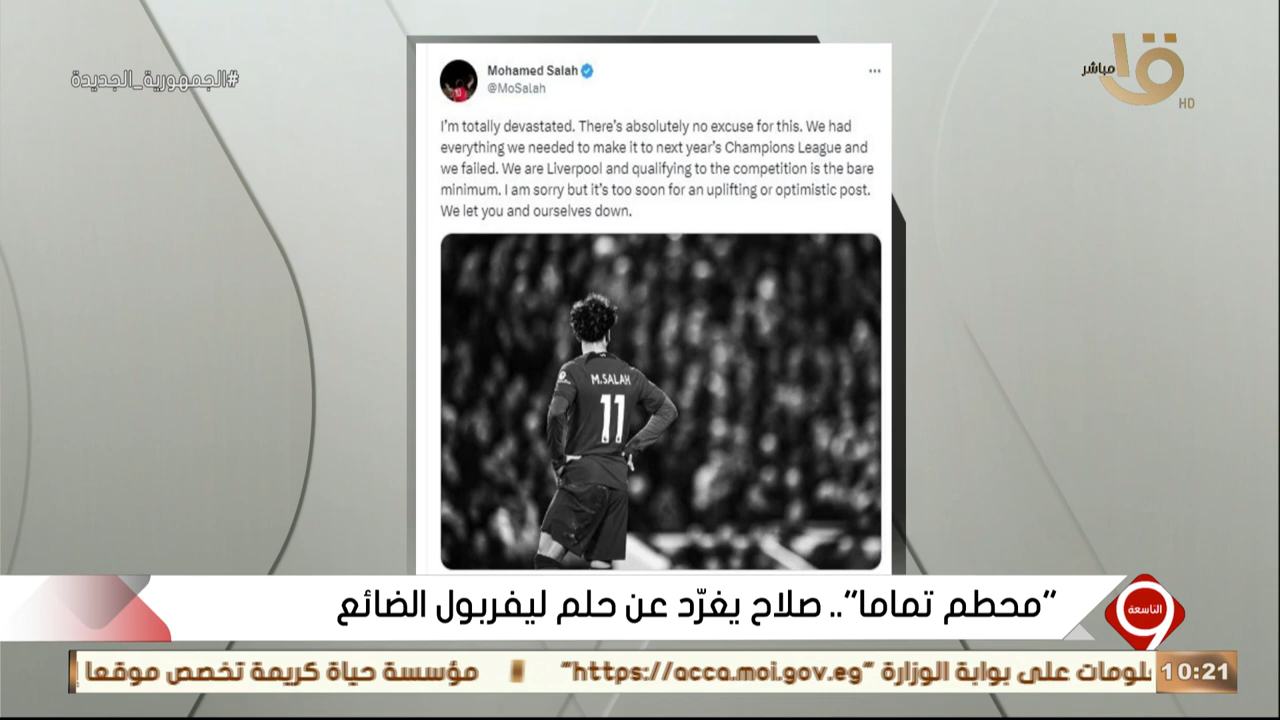 #الجمهورية_الجديدة
مباشر
HD
Mohamed Salah
@MoSalah
I'm totally devastated. There's absolutely no excuse for this. We had
everything we needed to make it to next year's Champions League and
we failed. We are Liverpool and qualifying to the competition is the bare
minimum. I am sorry but it's too soon for an uplifting or optimistic post.
We let you and ourselves down.
M.SALAH
11
"محطم تماما".. صلاح يغرّد عن حلم ليفربول الضائع
التاسعة
9
على بوابة الوزارة "https://acca.moi.gov.eg" مؤسسة حياة كريمة تخصص موقعا
10:21